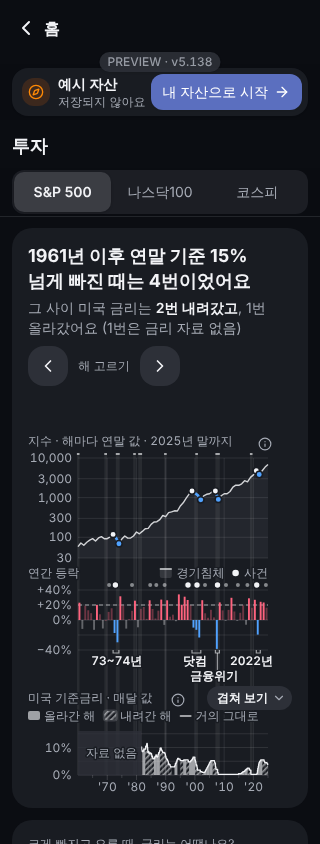 홈
PREVIEW · v5.138
예시 자산
저장되지 않아요
내 자산으로 시작
투자
S&P 500
나스닥100
코스피
1961년 이후 연말 기준 15%
넘게 빠진 때는 4번이었어요
그 사이 미국 금리는 2번 내려갔고, 1번
올라갔어요 (1번은 금리 자료 없음)
해 고르기
지수 · 해마다 연말 값 · 2025년 말까지
10,000
3,000
1,000
300
100
30
연간 등락
경기침체
사건
+40%
+20%
0%
−40%
73~74년
닷컴
2022년
금융위기
미국 기준금리 · 매달 값
겹쳐 보기
올라간 해
내려간 해
거의 그대로
10%
자료 없음
0%
'70
'80
'90
'00
'10
'20